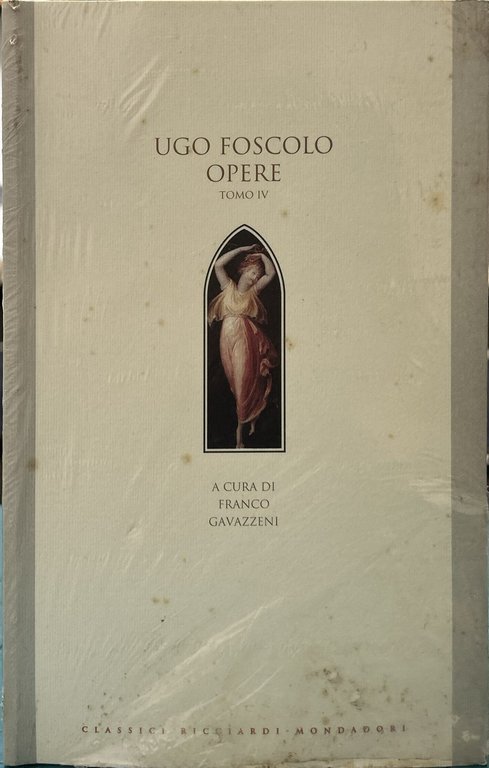 UGO FOSCOLO
OPERE
TOMO IV
A CURA DI
FRANCO
GAVAZZENI
CLASSICI RICCIARDI-MONDADORI